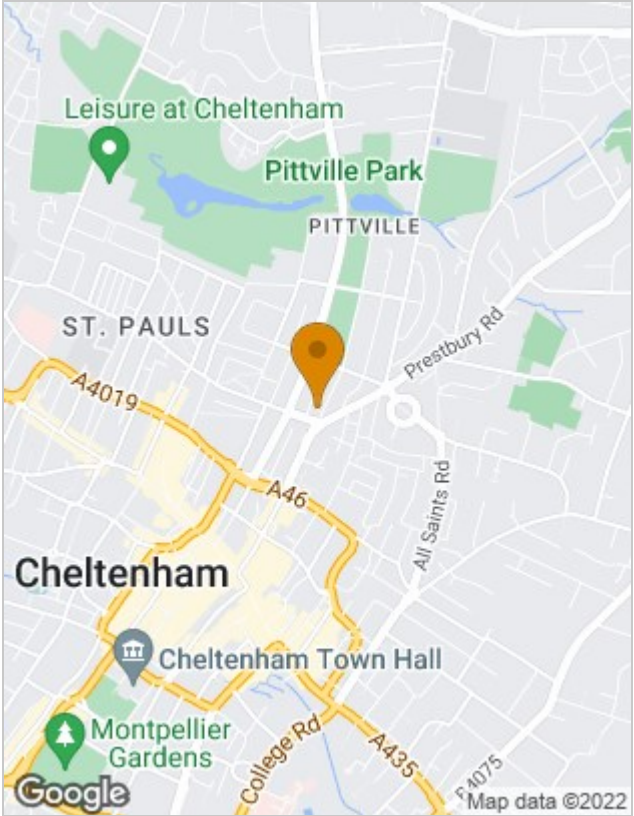 Leisure at Cheltenham
Pittville Park
PITTVILLE
ST. PAULS
Prestbury Rd
A4019
A46
All Saints Rd
Cheltenham
Cheltenham Town Hall
Montpellier
Gardens
College Rd
A435
Google
Map data ©2022